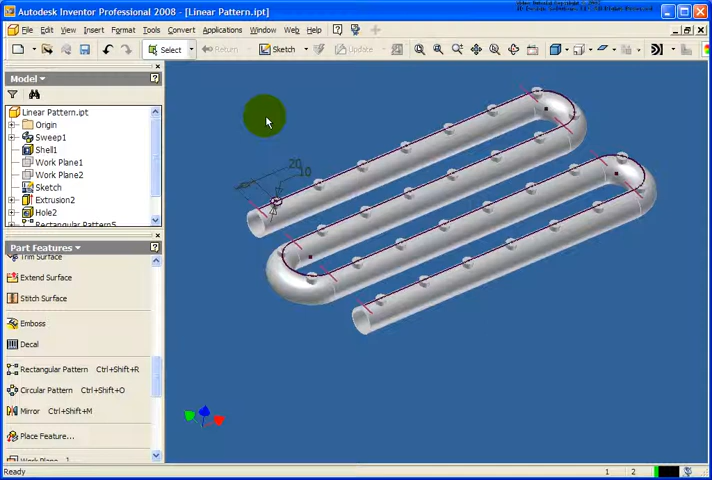 Autodesk Inventor Professional 2008 - [Linear Pattern.ipt]
File Edit View Insert Format Tools Convert Applications Window Web Help
Select Return Sketch Update
Model
Linear Pattern.ipt
Origin
Sweep1
Shell1
Work Plane1
Work Plane2
Sketch
Extrusion2
Hole2
Rectangular Pattern5
Part Features
Trim Surface
Extend Surface
Stitch Surface
Emboss
Decal
Rectangular Pattern Ctrl+Shift+R
Circular Pattern Ctrl+Shift+O
Mirror Ctrl+Shift+M
Place Feature...
20
10
Ready 1 2